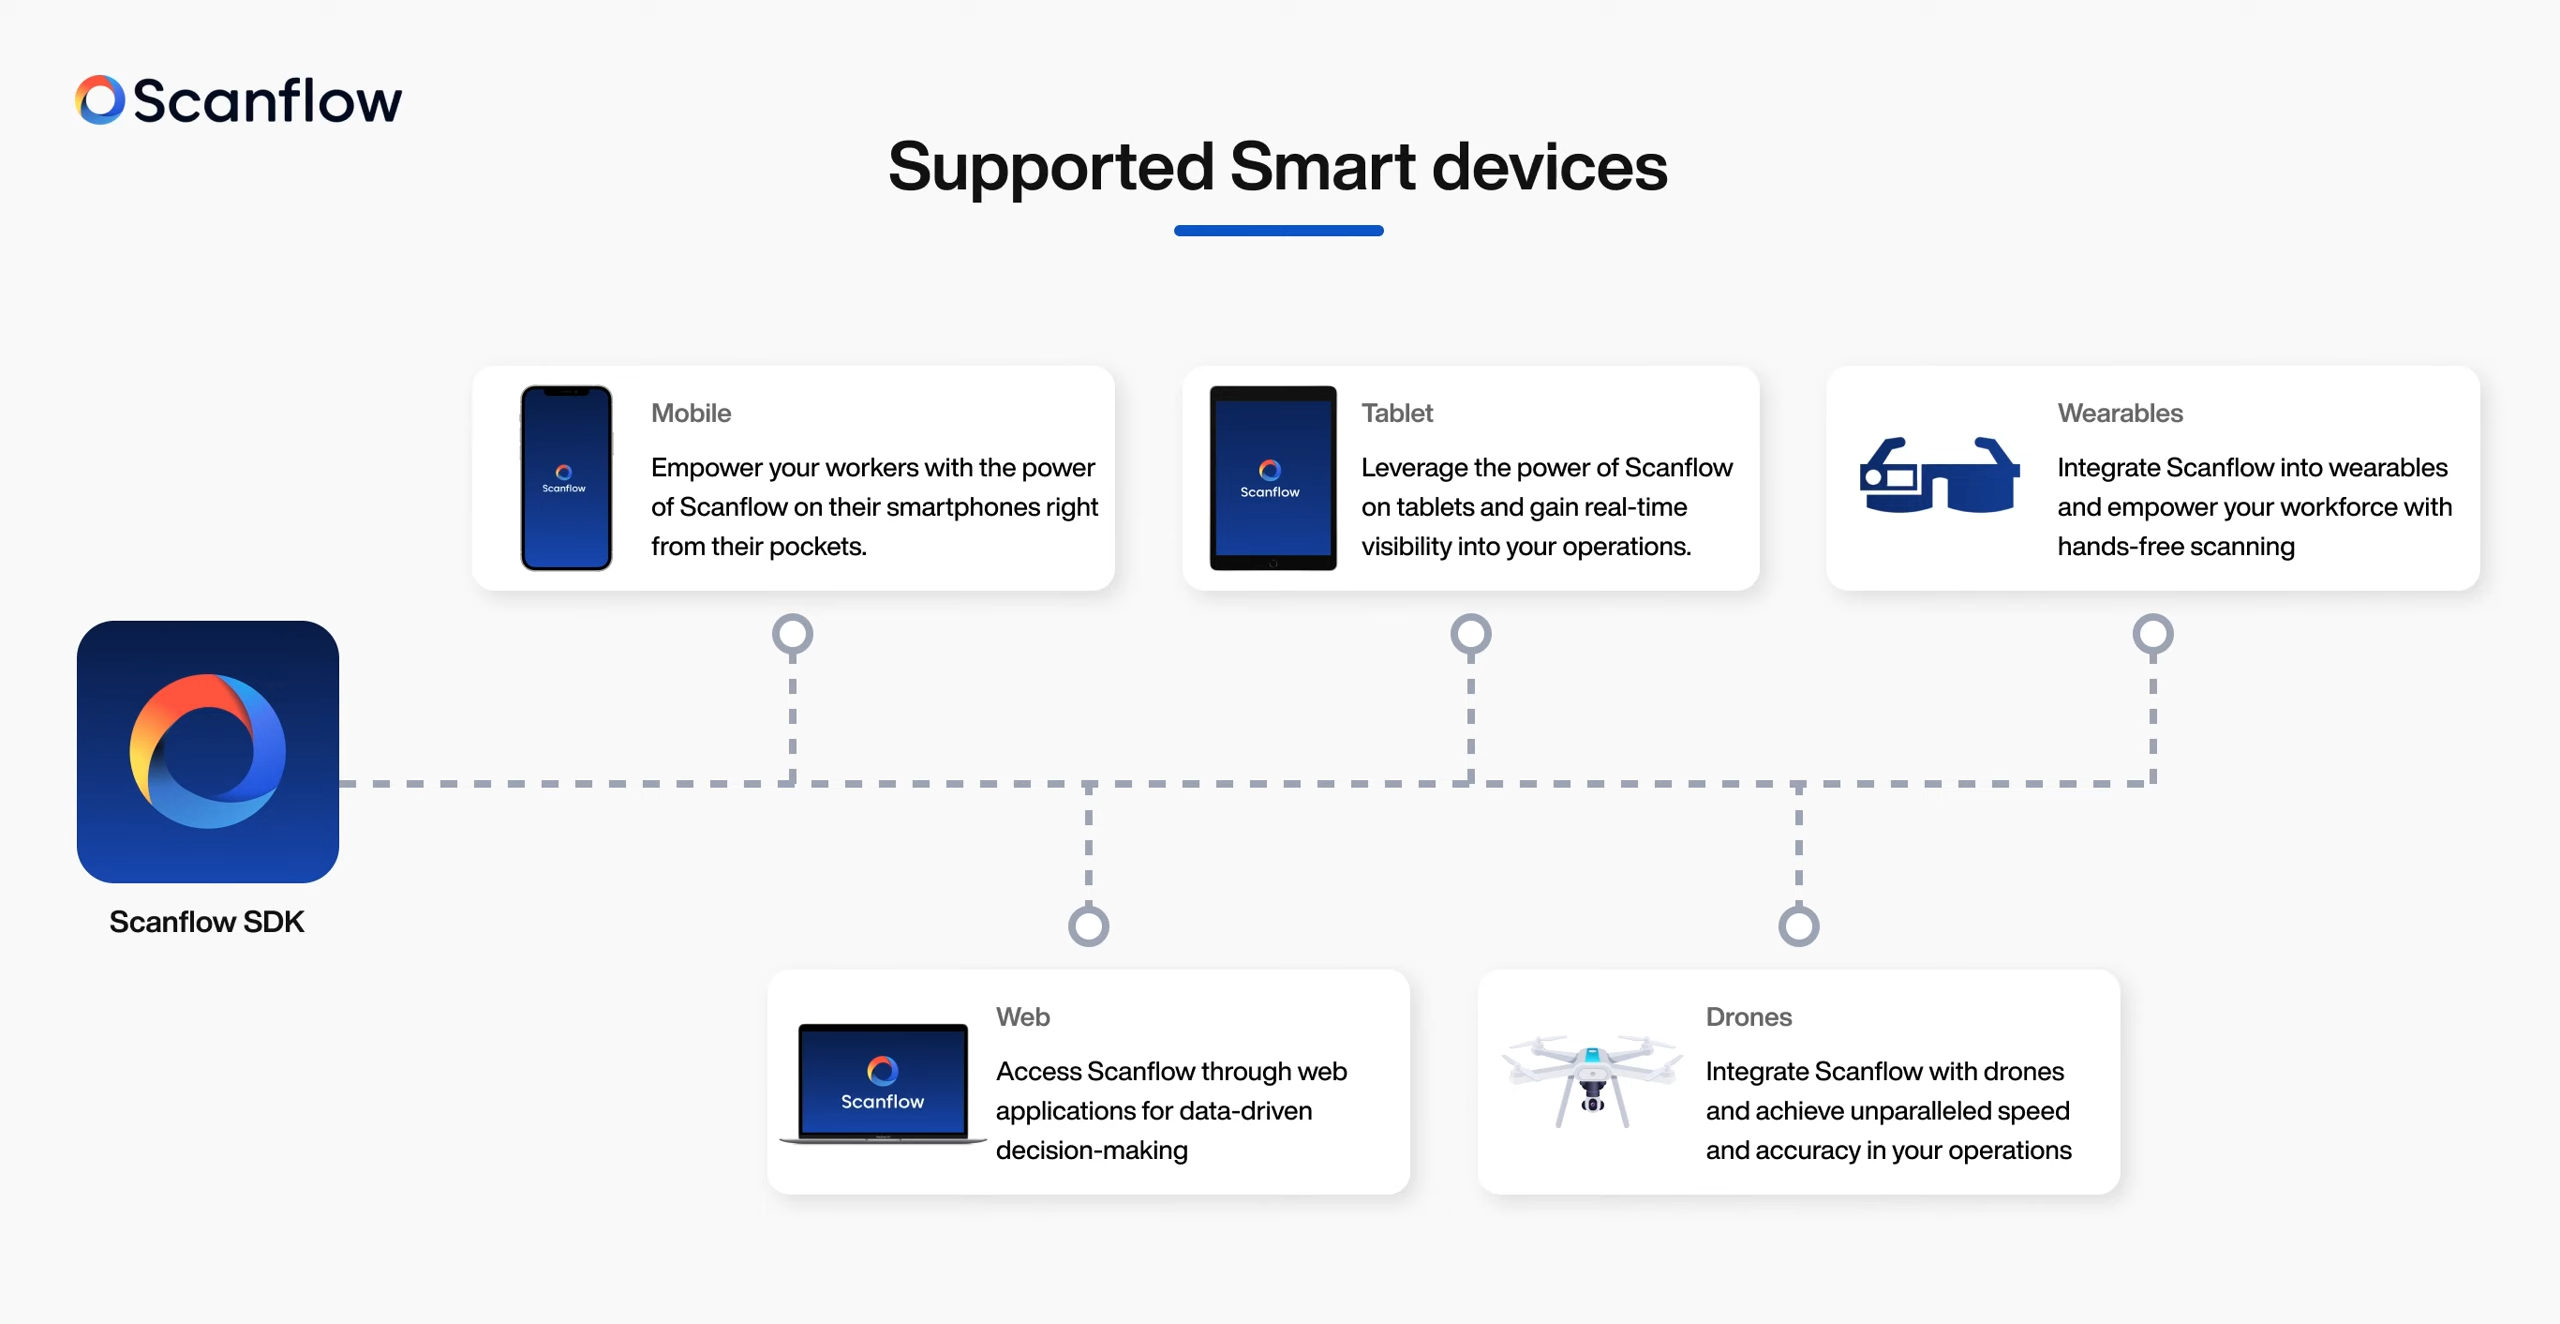 Scanflow
Supported Smart devices
Mobile
Empower your workers with the power
of Scanflow on their smartphones right
from their pockets.
Scanflow
Tablet
Leverage the power of Scanflow
on tablets and gain real-time
visibility into your operations.
Scanflow
Wearables
Integrate Scanflow into wearables
and empower your workforce with
hands-free scanning
Scanflow SDK
Web
Access Scanflow through web
applications for data-driven
decision-making
Scanflow
Drones
Integrate Scanflow with drones
and achieve unparalleled speed
and accuracy in your operations